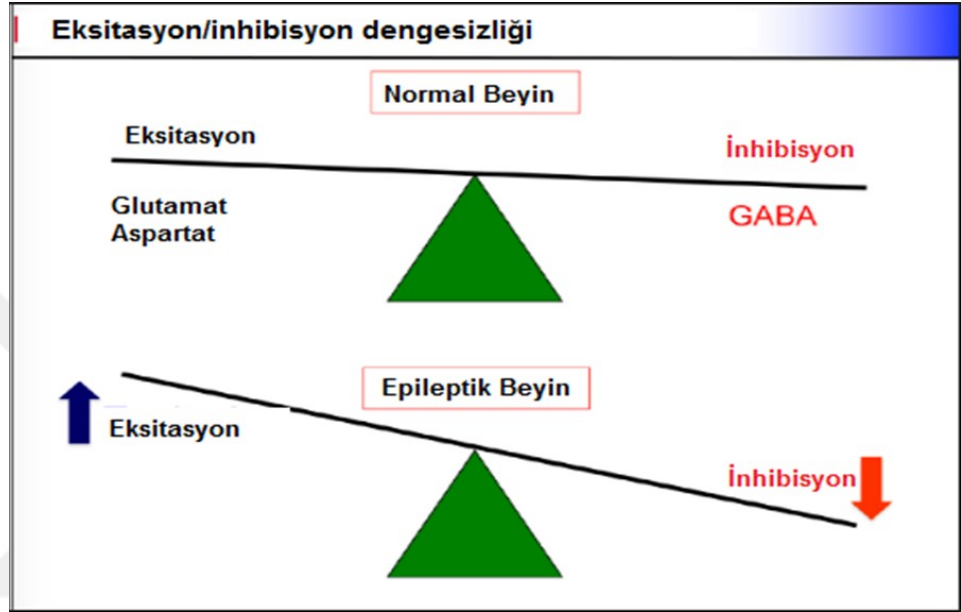 Eksitasyon/inhibisyon dengesizliği
Normal Beyin
Eksitasyon
İnhibisyon
Glutamat
Aspartat
GABA
Epileptik Beyin
Eksitasyon
İnhibisyon